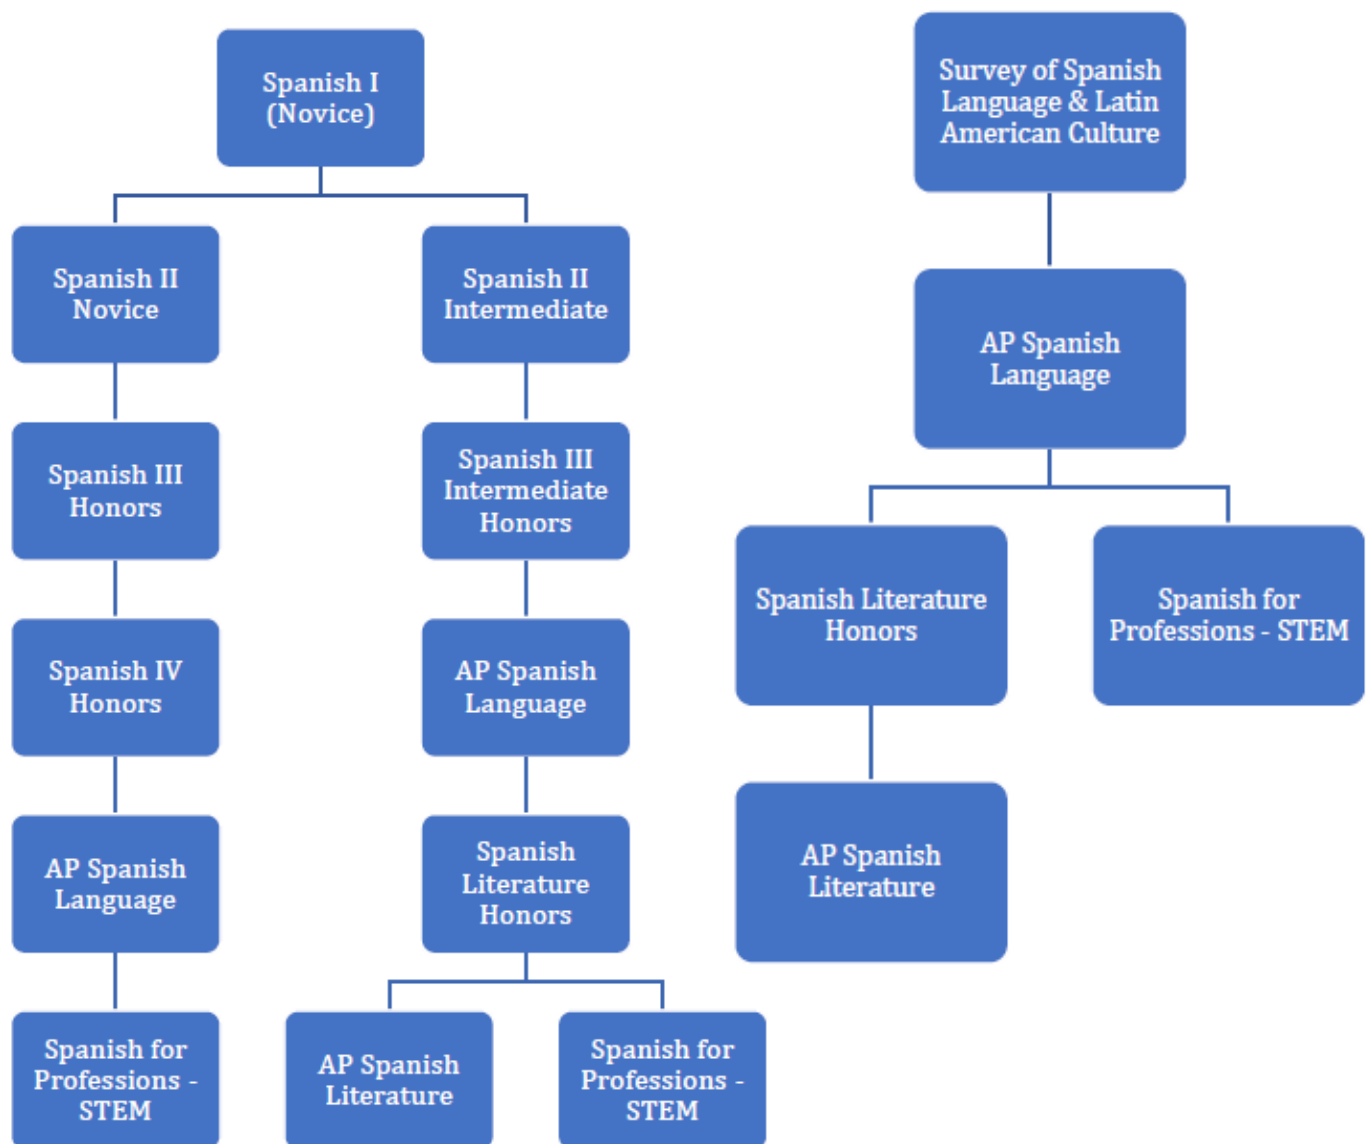 Spanish I
(Novice)
Spanish II
Novice
Spanish III
Honors
Spanish IV
Honors
AP Spanish
Language
Spanish for
Professions -
STEM
Spanish II
Intermediate
Spanish III
Intermediate
Honors
AP Spanish
Language
Spanish
Literature
Honors
AP Spanish
Literature
Spanish for
Professions -
STEM
Survey of Spanish
Language & Latin
American Culture
AP Spanish
Language
Spanish Literature
Honors
AP Spanish
Literature
Spanish for
Professions - STEM